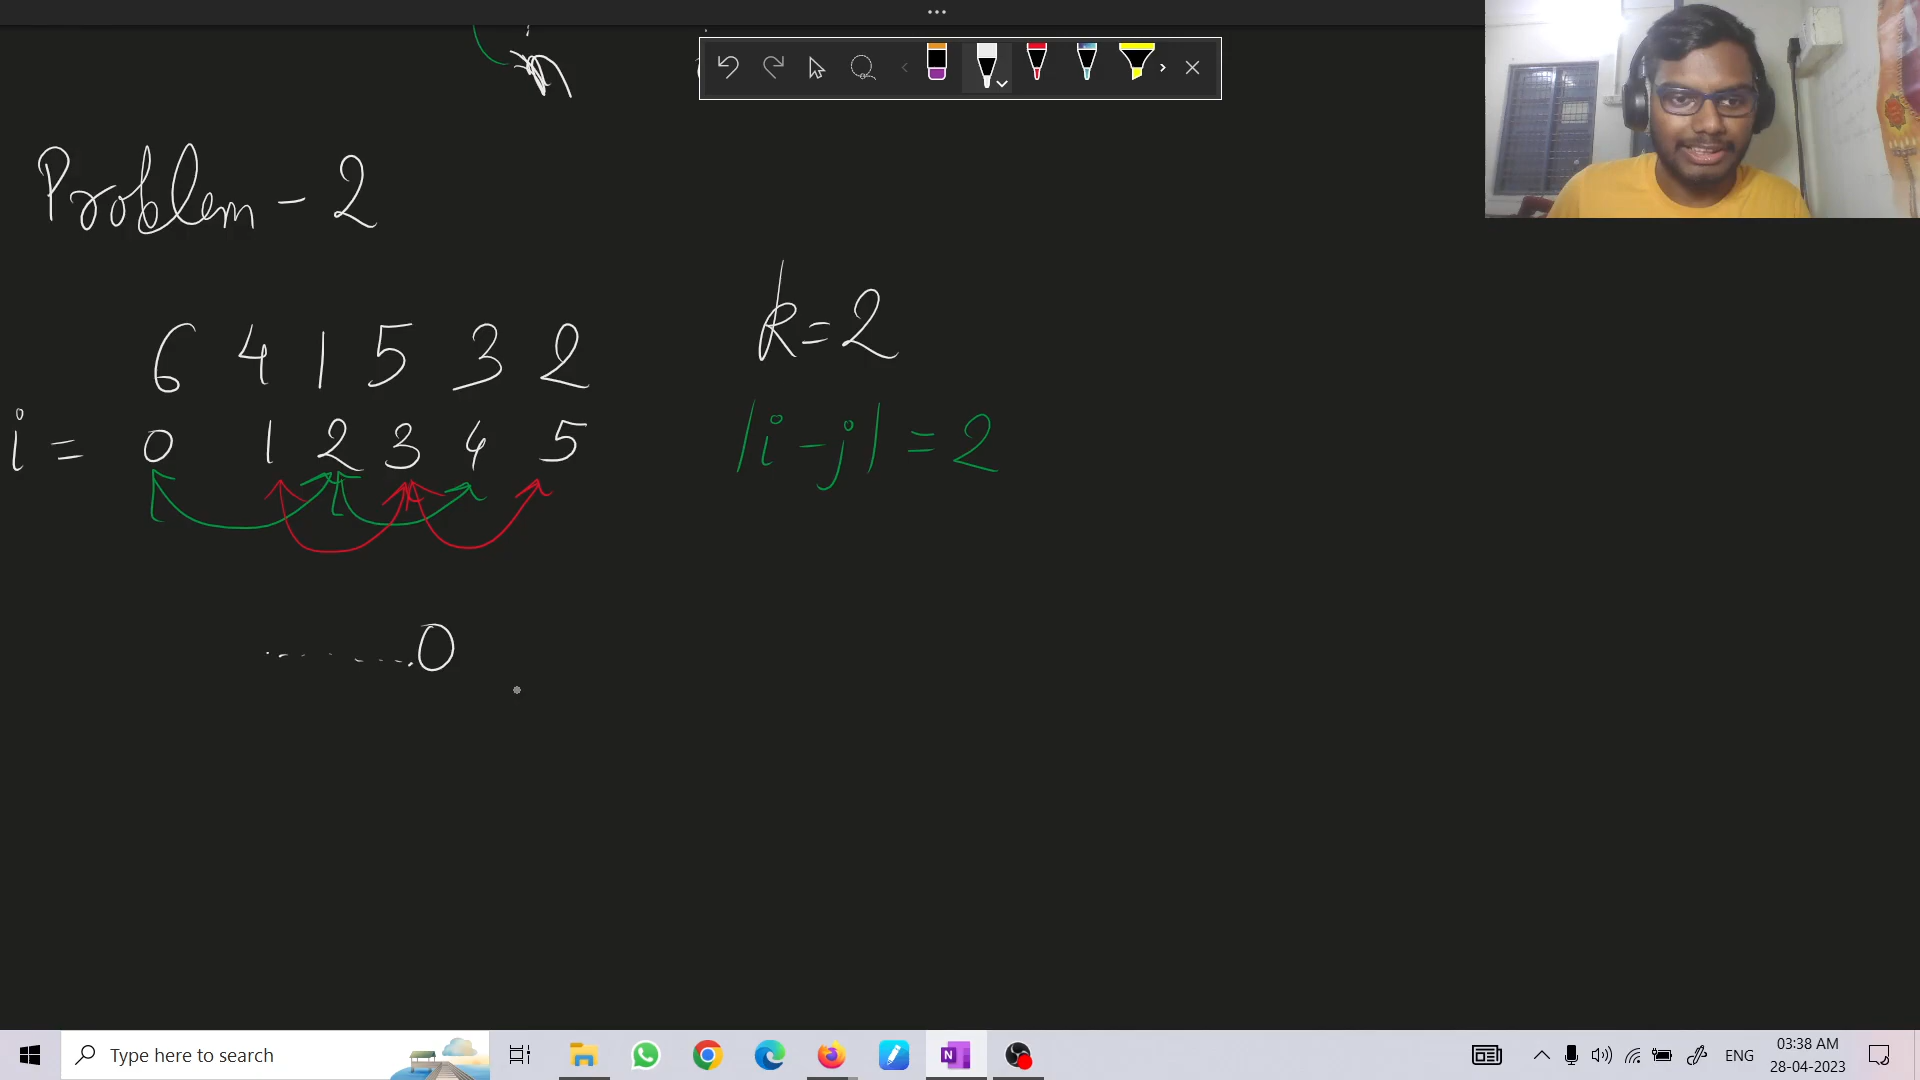 Problem - 2
6 4 1 5 3 2
k = 2
i = 0 1 2 3 4 5
|i - j| = 2
........0
Type here to search
ENG
03:38 AM
28-04-2023